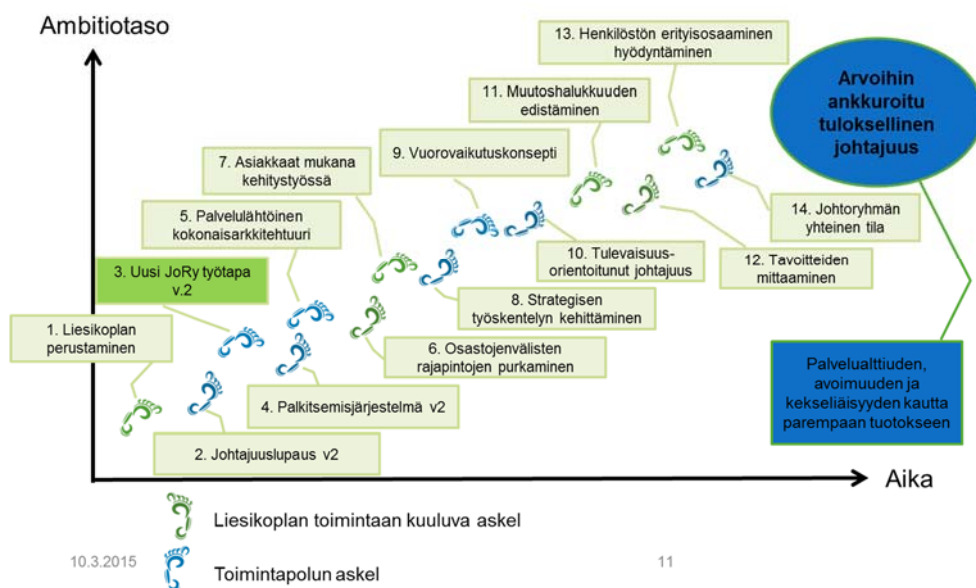 Ambitiotaso
13. Henkilöstön erityisosaaminen
hyödyntäminen
Arvoihin
ankkuroitu
tuloksellinen
johtajuus
11. Muutoshalukkuuden
edistäminen
9. Vuorovaikutuskonsepti
7. Asiakkaat mukana
kehitystyössä
5. Palvelulähtöinen
kokonaisarkkitehtuuri
3. Uusi JoRy työtapa
v.2
1. Liesikoplan
perustaminen
14. Johtoryhmän
yhteinen tila
10. Tulevaisuus-
orientoitunut johtajuus
12. Tavoitteiden
mittaaminen
8. Strategisen
työskentelyn kehittäminen
6. Osastojenvälisten
rajapintojen purkaminen
4. Palkitsemisjärjestelmä v2
2. Johtajuuslupaus v2
Palvelualttiuden,
avoimuuden ja
kekseliäisyyden kautta
parempaan tuotokseen
Aika
Liesikoplan toimintaan kuuluva askel
10.3.2015
11
Toimintapolun askel